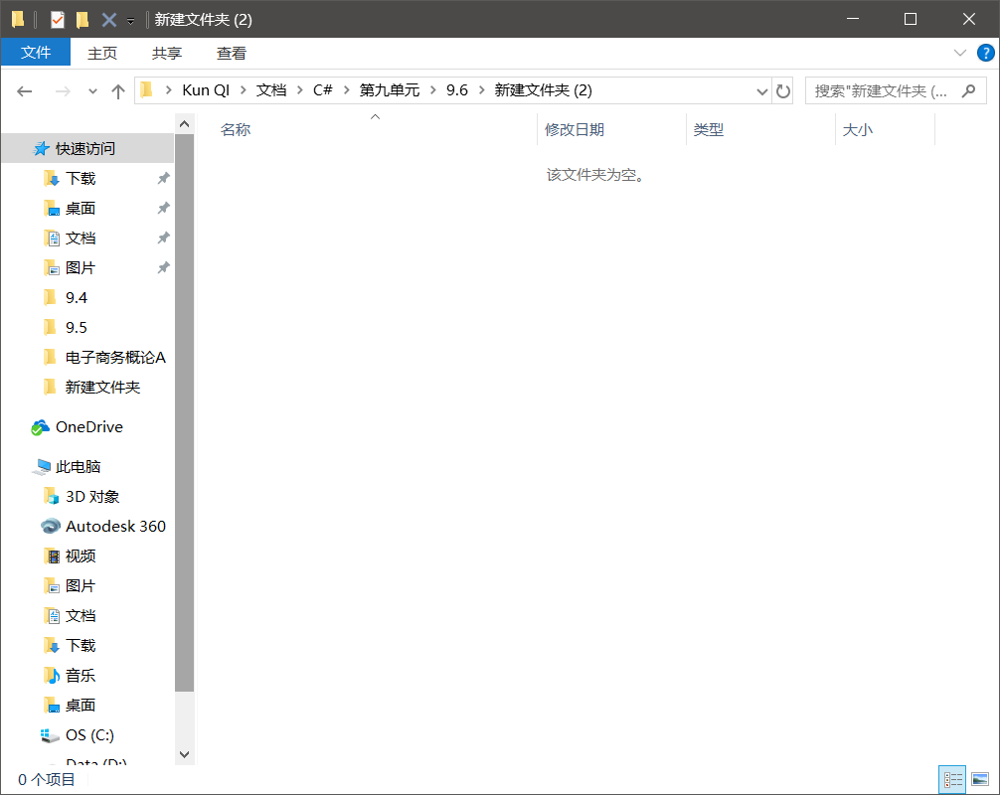 新建文件夹 (2)
文件 主页 共享 查看
Kun QI 文档 C# 第九单元 9.6 新建文件夹 (2) 搜索"新建文件夹 (...
名称 修改日期 类型 大小
该文件夹为空。
快速访问
下载
桌面
文档
图片
9.4
9.5
电子商务概论A
新建文件夹
OneDrive
此电脑
3D 对象
Autodesk 360
视频
图片
文档
下载
音乐
桌面
OS (C:)
Data (D:)
0 个项目